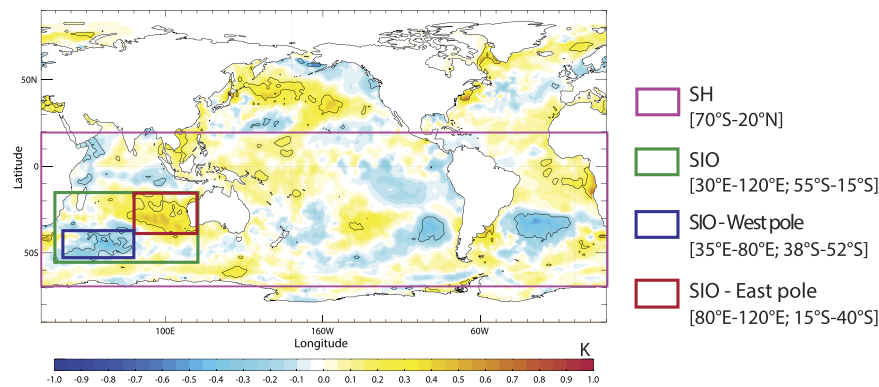 50N
0
50S
Latitude
100E
160W
60W
Longitude
K
-1.0 -0.9 -0.8 -0.7 -0.6 -0.5 -0.4 -0.3 -0.2 -0.1 0.0 0.1 0.2 0.3 0.4 0.5 0.6 0.7 0.8 0.9 1.0
SH
[70°S-20°N]
SIO
[30°E-120°E; 55°S-15°S]
SIO-West pole
[35°E-80°E; 38°S-52°S]
SIO - East pole
[80°E-120°E; 15°S-40°S]